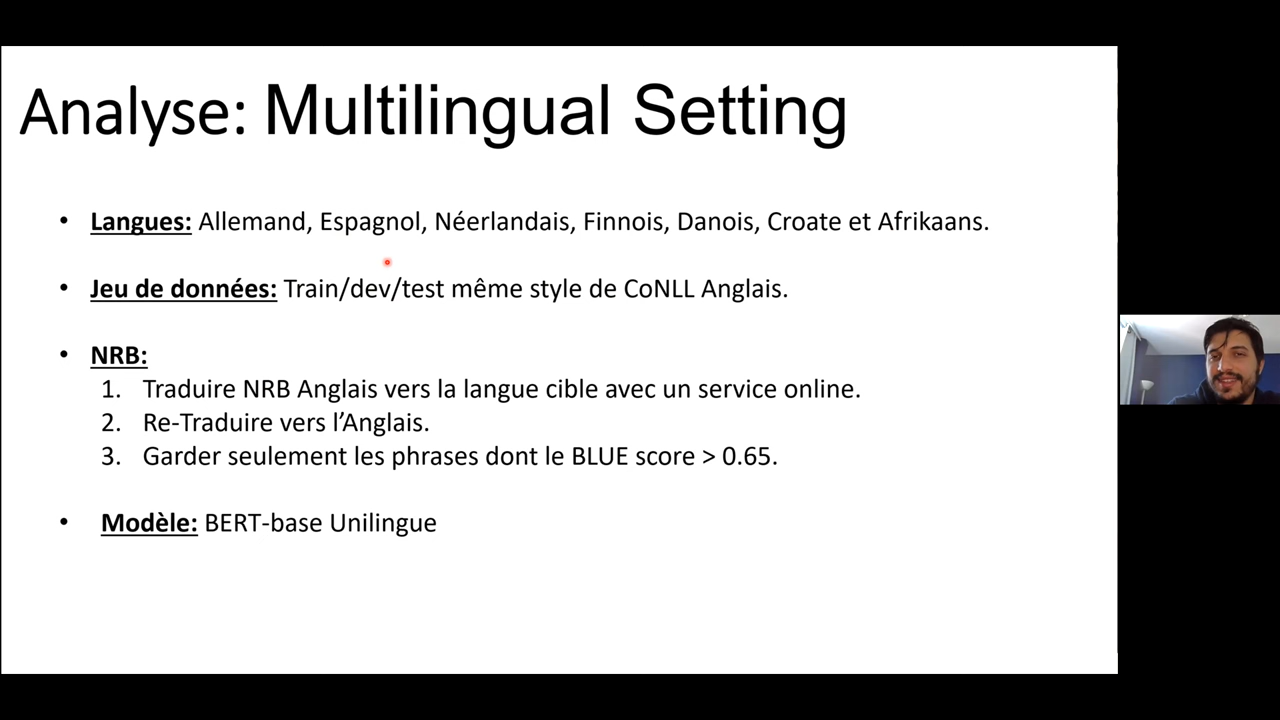 Analyse: Multilingual Setting
• Langues: Allemand, Espagnol, Néerlandais, Finnois, Danois, Croate et Afrikaans.
• Jeu de données: Train/dev/test même style de CoNLL Anglais.
• NRB:
1. Traduire NRB Anglais vers la langue cible avec un service online.
2. Re-Traduire vers l’Anglais.
3. Garder seulement les phrases dont le BLUE score > 0.65.
• Modèle: BERT-base Unilingue